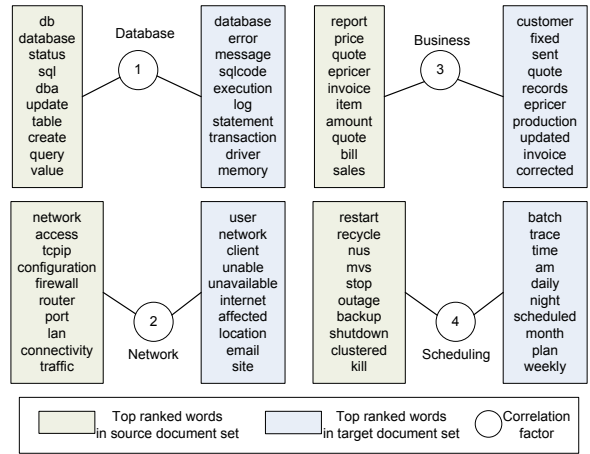 db
database
status
sql
dba
update
table
create
query
value
Database
1
database
error
message
sqlcode
execution
log
statement
transaction
driver
memory
report
price
quote
epricer
invoice
item
amount
quote
bill
sales
Business
3
customer
fixed
sent
quote
records
epricer
production
updated
invoice
corrected
network
access
tcpip
configuration
firewall
router
port
lan
connectivity
traffic
2
Network
user
network
client
unable
unavailable
internet
affected
location
email
site
restart
recycle
nus
mvs
stop
outage
backup
shutdown
clustered
kill
4
Scheduling
batch
trace
time
am
daily
night
scheduled
month
plan
weekly
Top ranked words
in source document set
Top ranked words
in target document set
Correlation
factor